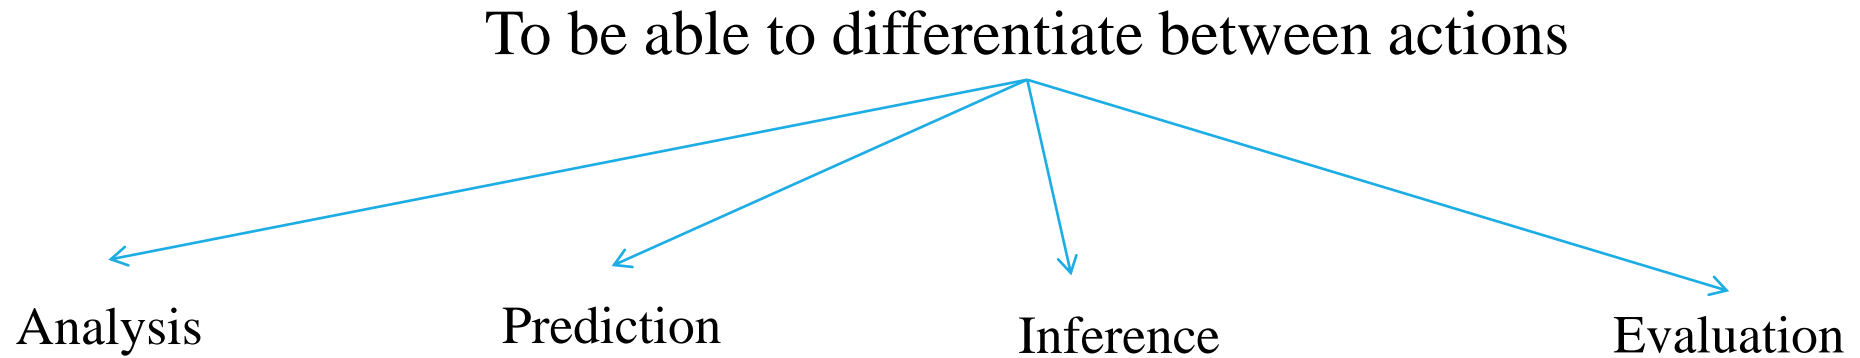 To be able to differentiate between actions
Analysis
Prediction
Inference
Evaluation